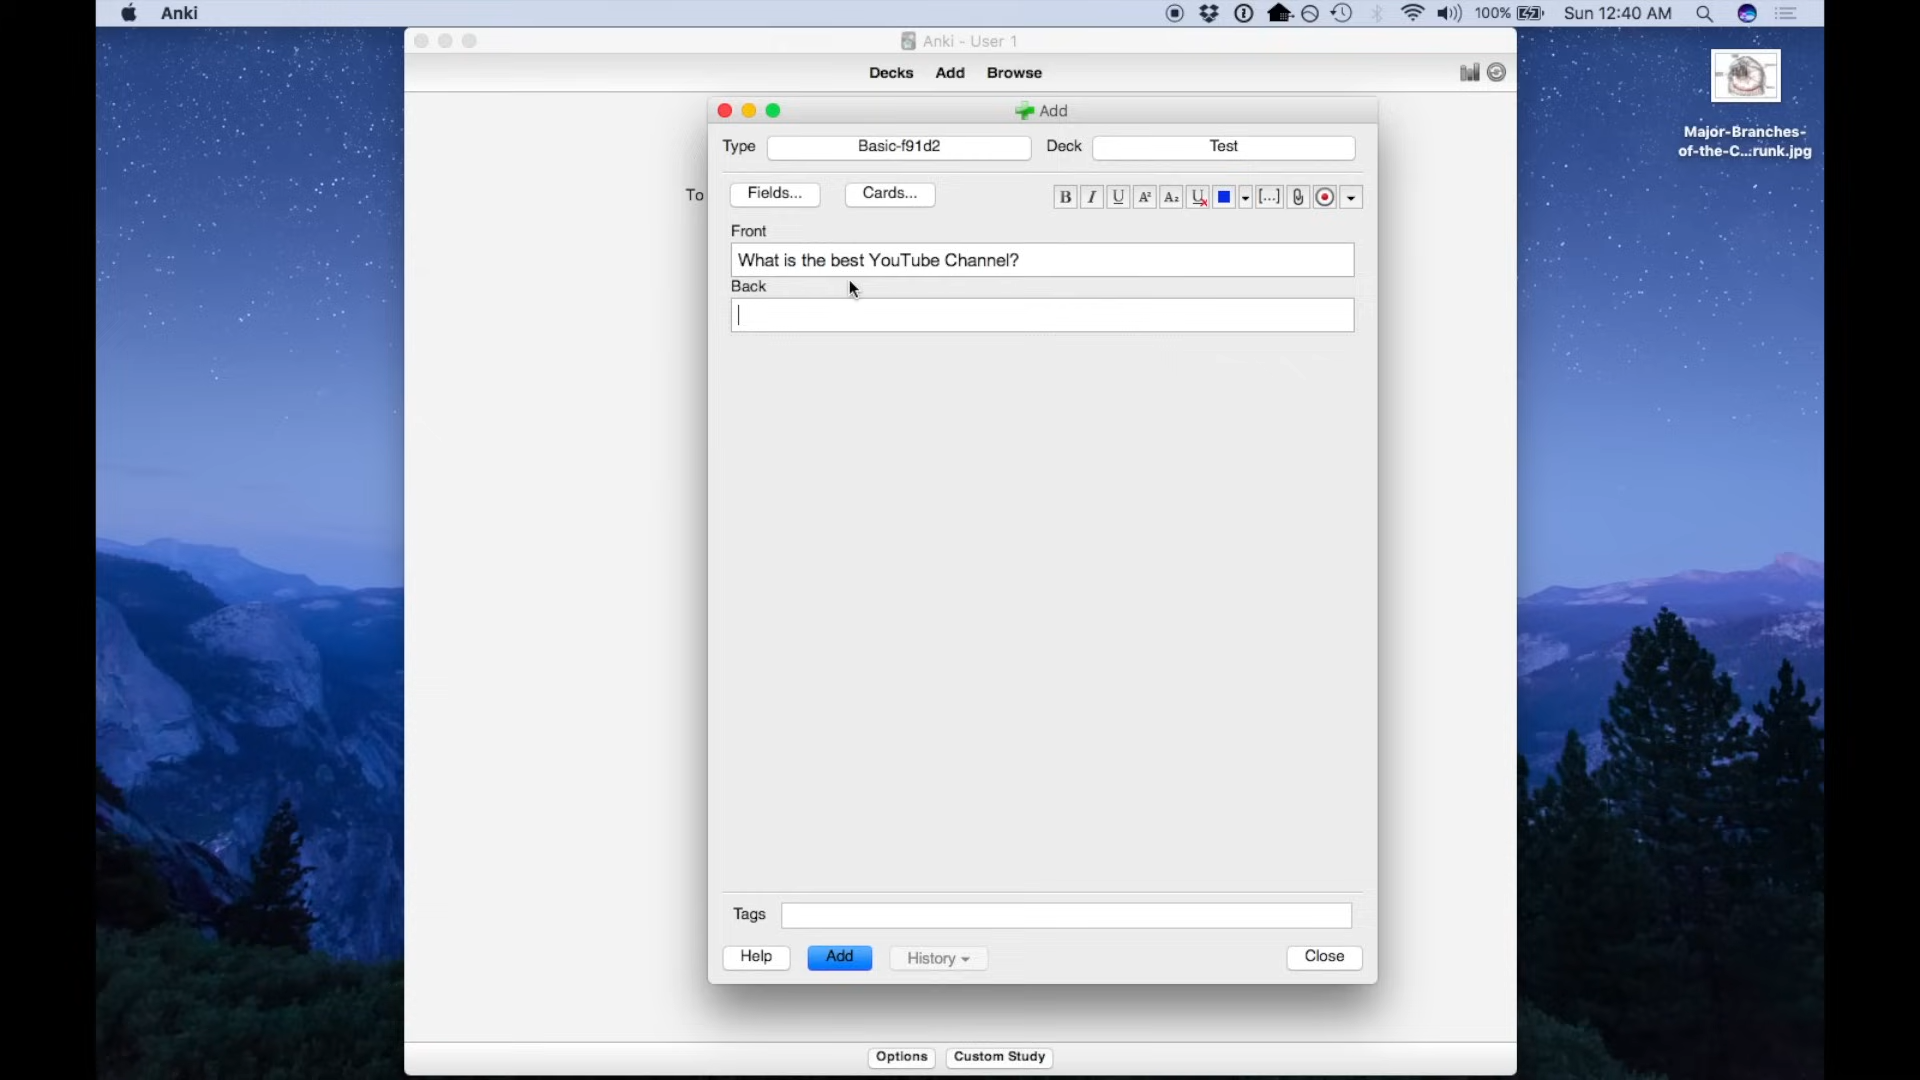 Anki
100%
Sun 12:40 AM
Anki - User 1
Decks
Add
Browse
Major-Branches-
of-the-C...runk.jpg
Add
Type
Basic-f91d2
Deck
Test
To
Fields...
Cards...
B
I
U
A²
A₂
U
[...]
Front
What is the best YouTube Channel?
Back
Tags
Help
Add
History
Close
Options
Custom Study